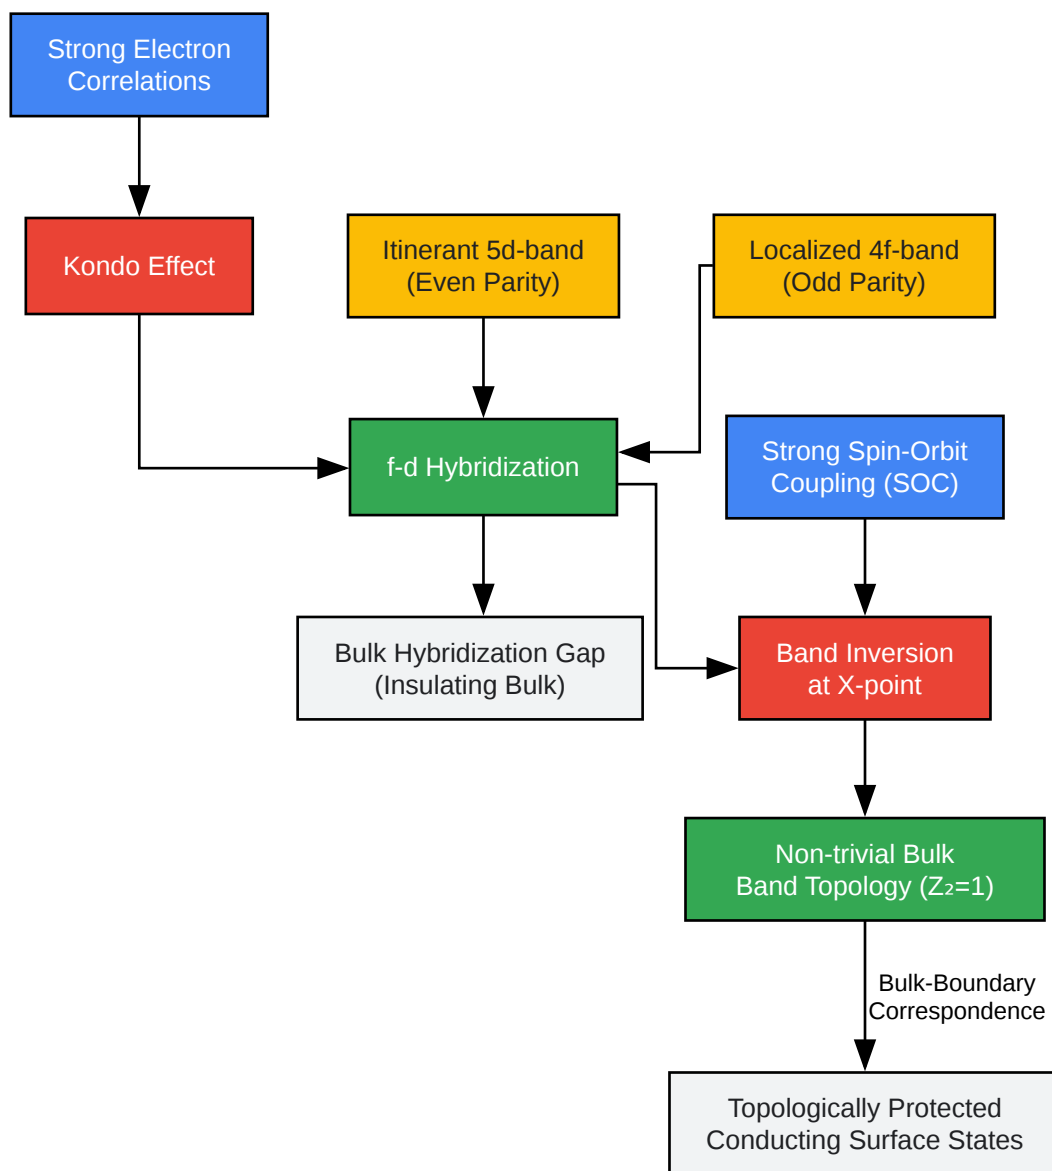 Strong Electron
Correlations
Kondo Effect
Itinerant 5d-band
(Even Parity)
Localized 4f-band
(Odd Parity)
f-d Hybridization
Strong Spin-Orbit
Coupling (SOC)
Bulk Hybridization Gap
(Insulating Bulk)
Band Inversion
at X-point
Non-trivial Bulk
Band Topology (Z₂=1)
Bulk-Boundary
Correspondence
Topologically Protected
Conducting Surface States